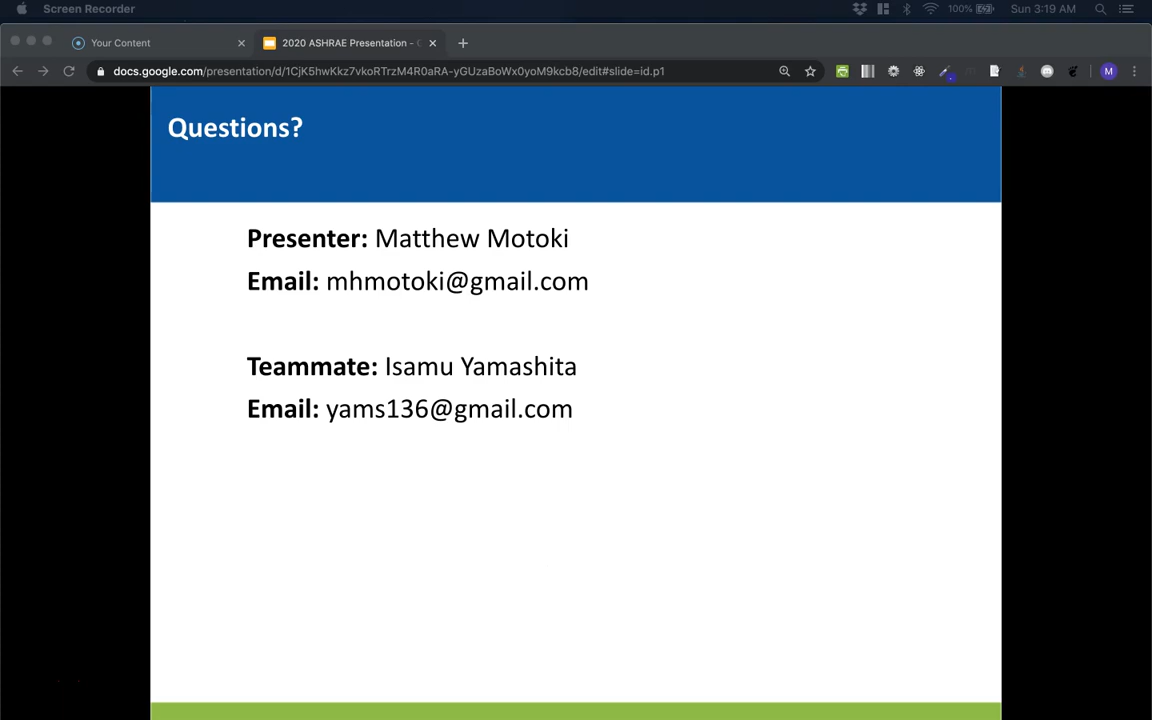 Screen Recorder
100%
Sun 3:19 AM
Your Content
2020 ASHRAE Presentation -
docs.google.com/presentation/d/1CjK5hwKkz7vkoRTrzM4R0aRA-yGUzaBoWx0yoM9kcb8/edit#slide=id.p1
M
Questions?
Presenter: Matthew Motoki
Email: mhmotoki@gmail.com
Teammate: Isamu Yamashita
Email: yams136@gmail.com